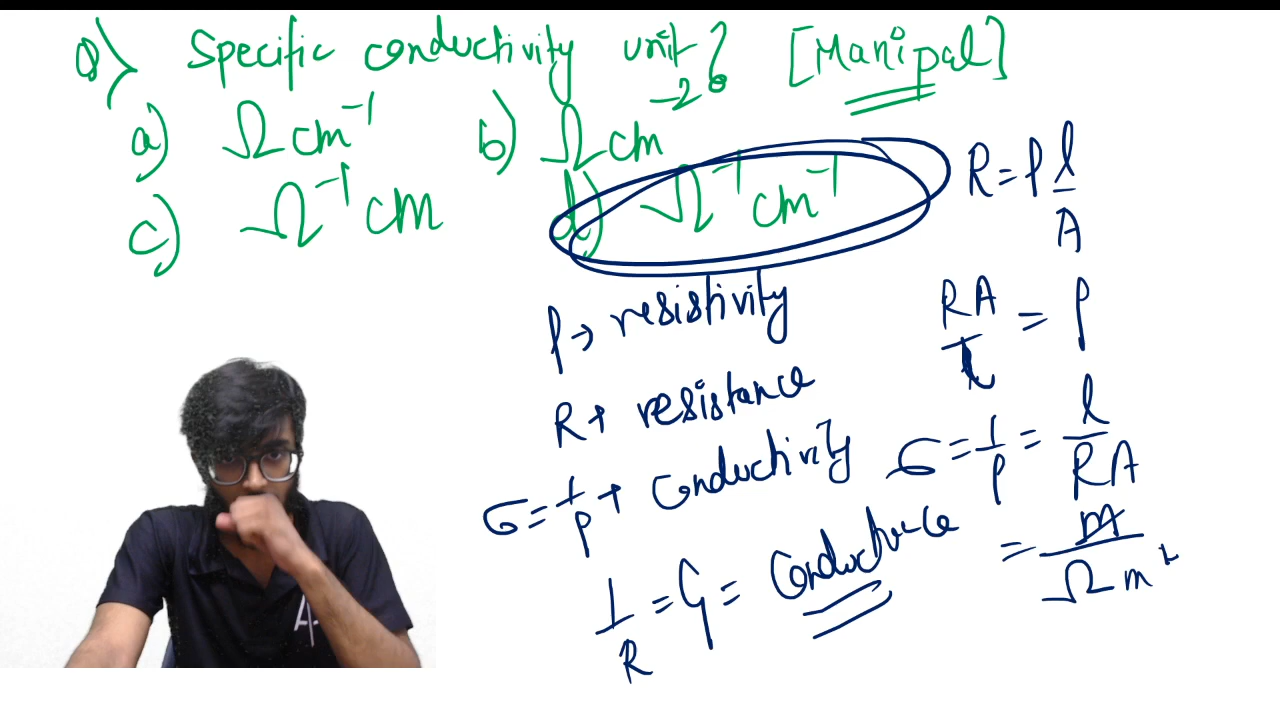 Q) Specific conductivity unit? [Manipal]
a) Ω cm⁻¹ b) Ω cm⁻²
c) Ω⁻¹ cm d) Ω⁻¹ cm⁻¹
R = ρ l/A
ρ → resistivity
RA/l = ρ
R → resistance
σ = 1/ρ → conductivity
σ = 1/ρ = l/RA
= m/Ω m²
1/R = G = Conductance